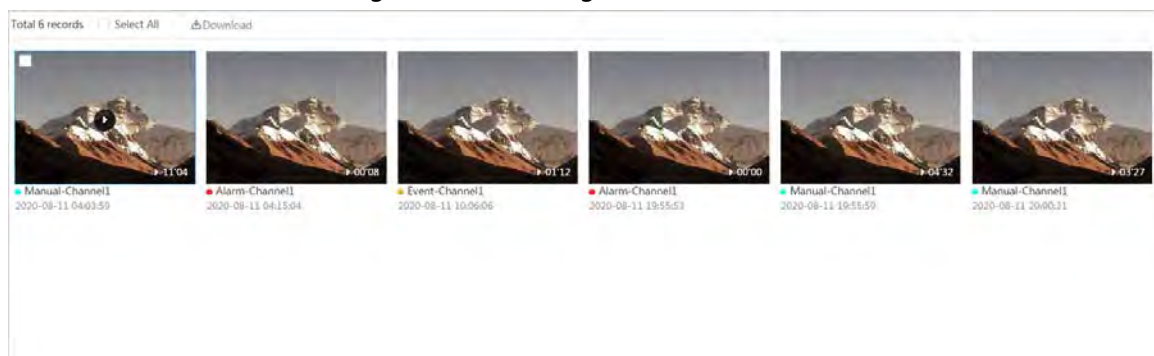 Total 6 records Select All Download
11'04 00'08 01'12 00'00 04'32 03'27
Manual-Channel1 Alarm-Channel1 Event-Channel1 Alarm-Channel1 Manual-Channel1 Manual-Channel1
2020-08-11 04:03:59 2020-08-11 04:15:04 2020-08-11 10:06:06 2020-08-11 19:55:53 2020-08-11 19:55:59 2020-08-11 20:00:21